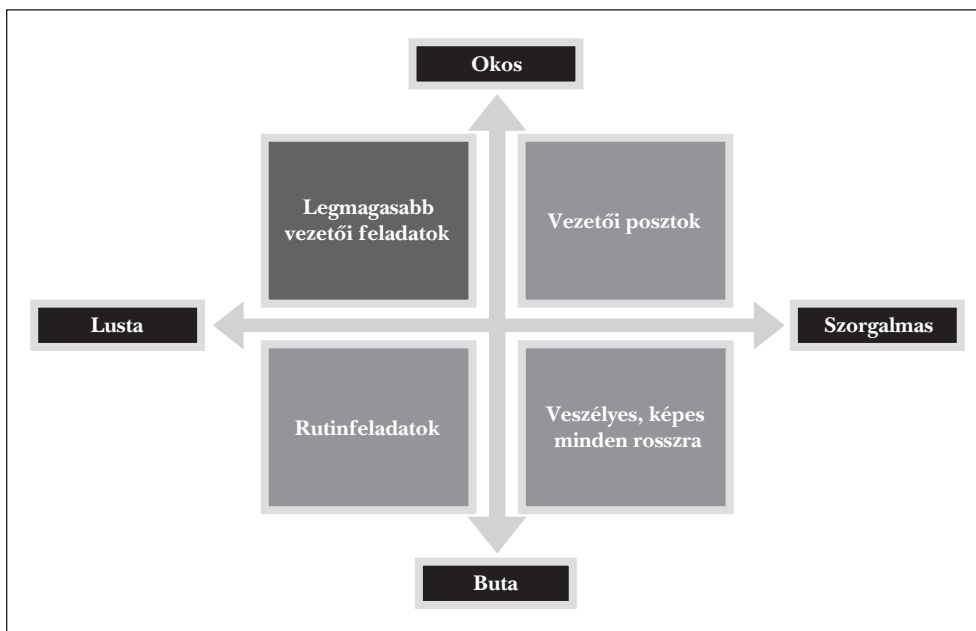 Okos
Legmagasabb
vezetői feladatok
Vezetői posztok
Lusta
Szorgalmas
Rutinfeladatok
Veszélyes, képes
minden rosszra
Buta